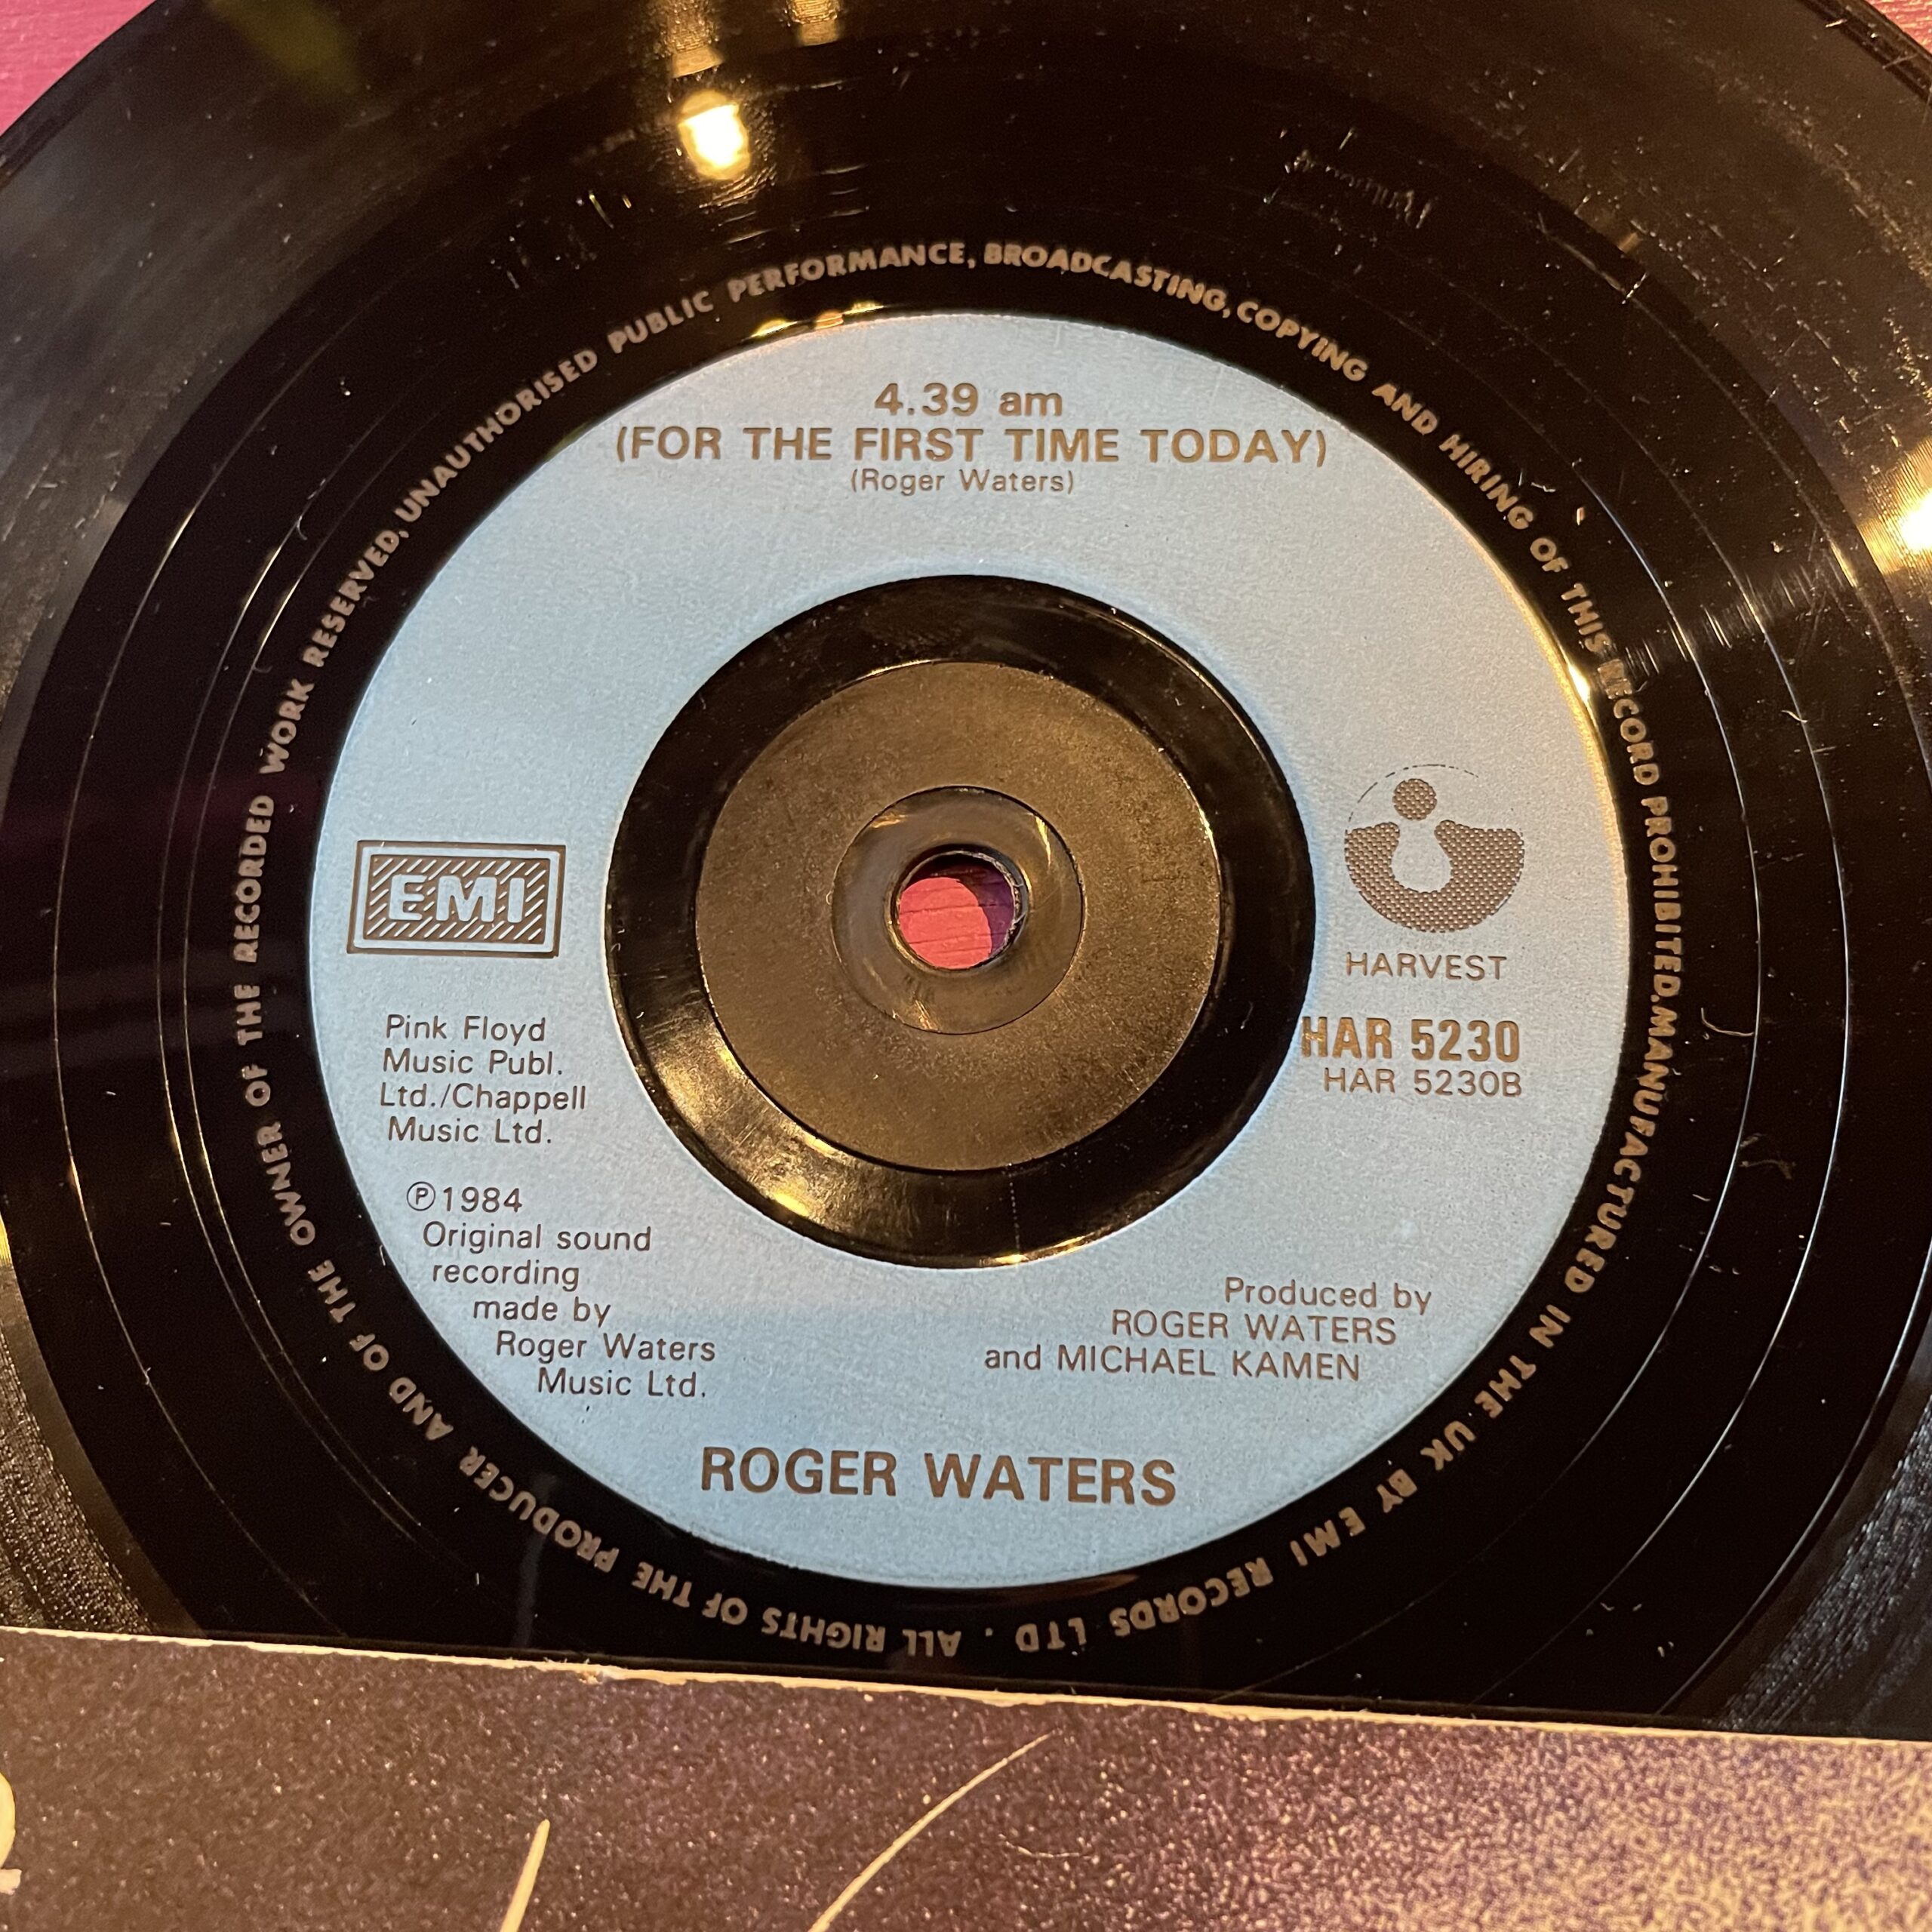 4.39 am
(FOR THE FIRST TIME TODAY)
(Roger Waters)
EMI
HARVEST
HAR 5230
HAR 5230B
Pink Floyd
Music Publ.
Ltd./Chappell
Music Ltd.
Ⓟ1984
Original sound
recording
made by
Roger Waters
Music Ltd.
Produced by
ROGER WATERS
and MICHAEL KAMEN
ROGER WATERS
ALL RIGHTS OF THE PRODUCER AND OF THE OWNER OF THE RECORDED WORK RESERVED, UNAUTHORISED PUBLIC PERFORMANCE, BROADCASTING, COPYING AND HIRING OF THIS RECORD PROHIBITED. MANUFACTURED IN THE UK BY EMI RECORDS LTD.